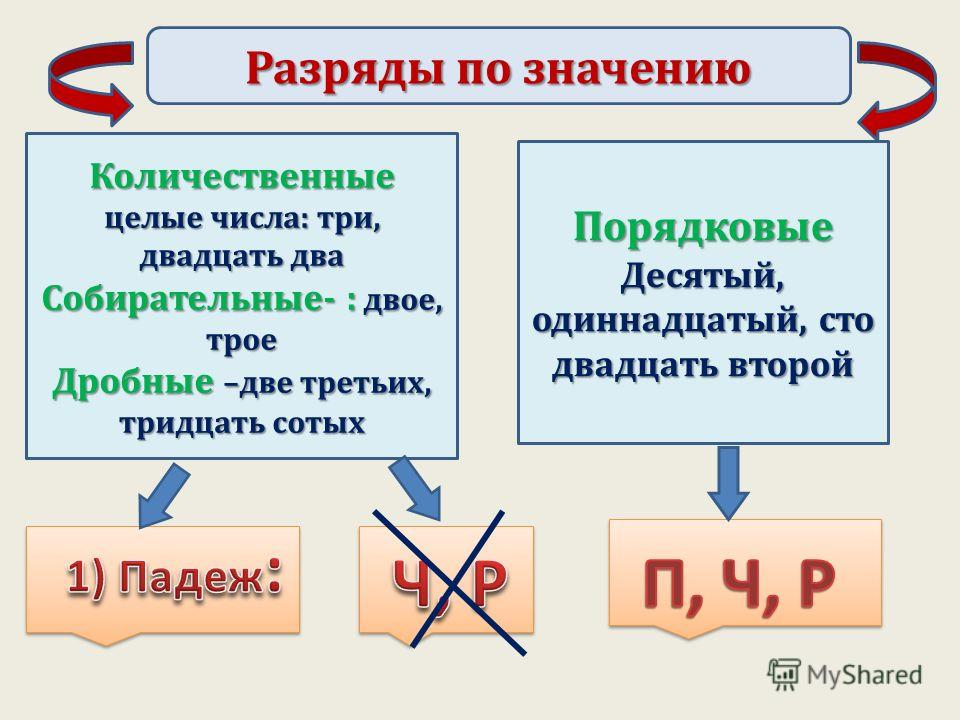 Разряды по значению
Количественные
целые числа: три,
двадцать два
Собирательные- : двое,
трое
Дробные –две третьих,
тридцать сотых
Порядковые
Десятый,
одиннадцатый, сто
двадцать второй
1) Падеж:
Ч, Р
П, Ч, Р
MyShared